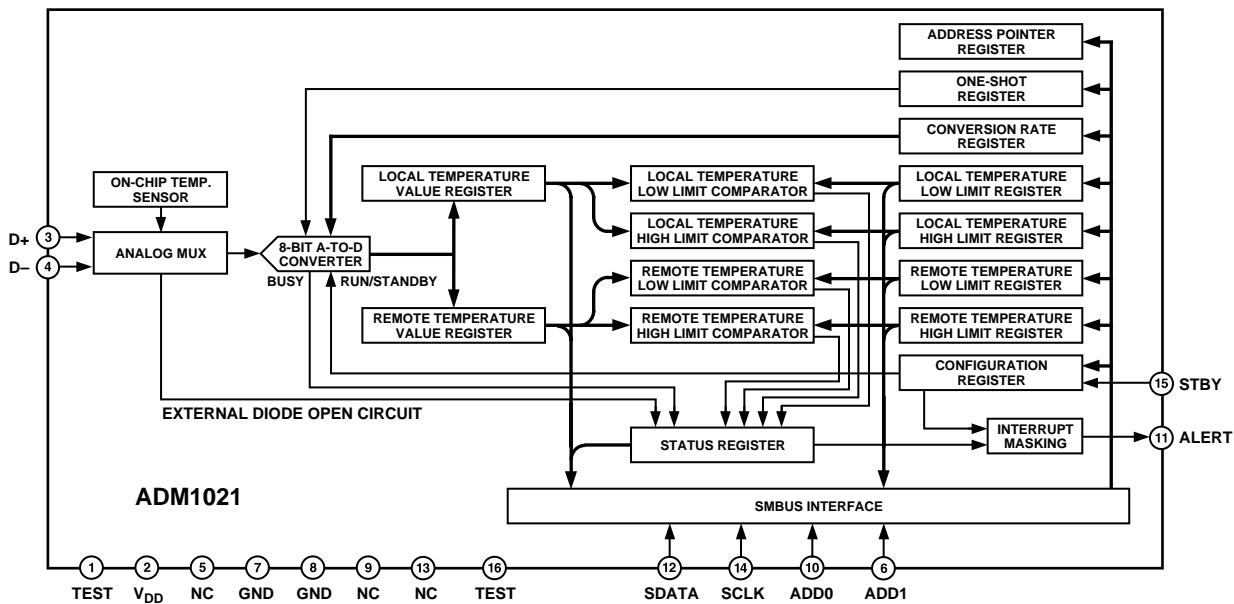 ADDRESS POINTER
REGISTER
ONE-SHOT
REGISTER
CONVERSION RATE
REGISTER
ON-CHIP TEMP.
SENSOR
LOCAL TEMPERATURE
VALUE REGISTER
LOCAL TEMPERATURE
LOW LIMIT COMPARATOR
LOCAL TEMPERATURE
LOW LIMIT REGISTER
D+
3
D–
4
ANALOG MUX
8-BIT A-TO-D
CONVERTER
BUSY
RUN/STANDBY
LOCAL TEMPERATURE
HIGH LIMIT COMPARATOR
LOCAL TEMPERATURE
HIGH LIMIT REGISTER
REMOTE TEMPERATURE
LOW LIMIT COMPARATOR
REMOTE TEMPERATURE
LOW LIMIT REGISTER
REMOTE TEMPERATURE
VALUE REGISTER
REMOTE TEMPERATURE
HIGH LIMIT COMPARATOR
REMOTE TEMPERATURE
HIGH LIMIT REGISTER
CONFIGURATION
REGISTER
15
STBY
EXTERNAL DIODE OPEN CIRCUIT
STATUS REGISTER
INTERRUPT
MASKING
11
ALERT
ADM1021
SMBUS INTERFACE
1
2
5
7
8
9
13
16
12
14
10
6
TEST
VDD
NC
GND
GND
NC
NC
TEST
SDATA
SCLK
ADD0
ADD1